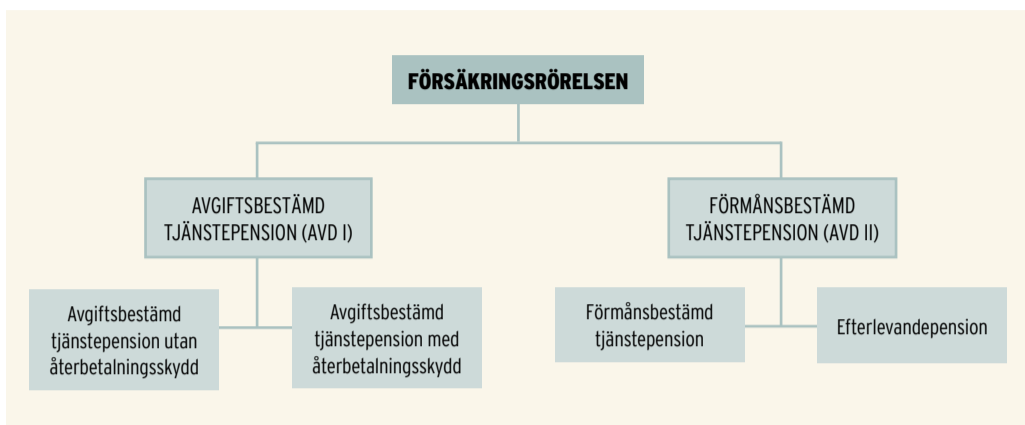 FÖRSÄKRINGSRÖRELSEN
AVGIFTSBESTÄMD
TJÄNSTEPENSION (AVD I)
FÖRMÅNSBESTÄMD
TJÄNSTEPENSION (AVD II)
Avgiftsbestämd
tjänstepension utan
återbetalningsskydd
Avgiftsbestämd
tjänstepension med
återbetalningsskydd
Förmånsbestämd
tjänstepension
Efterlevandepension